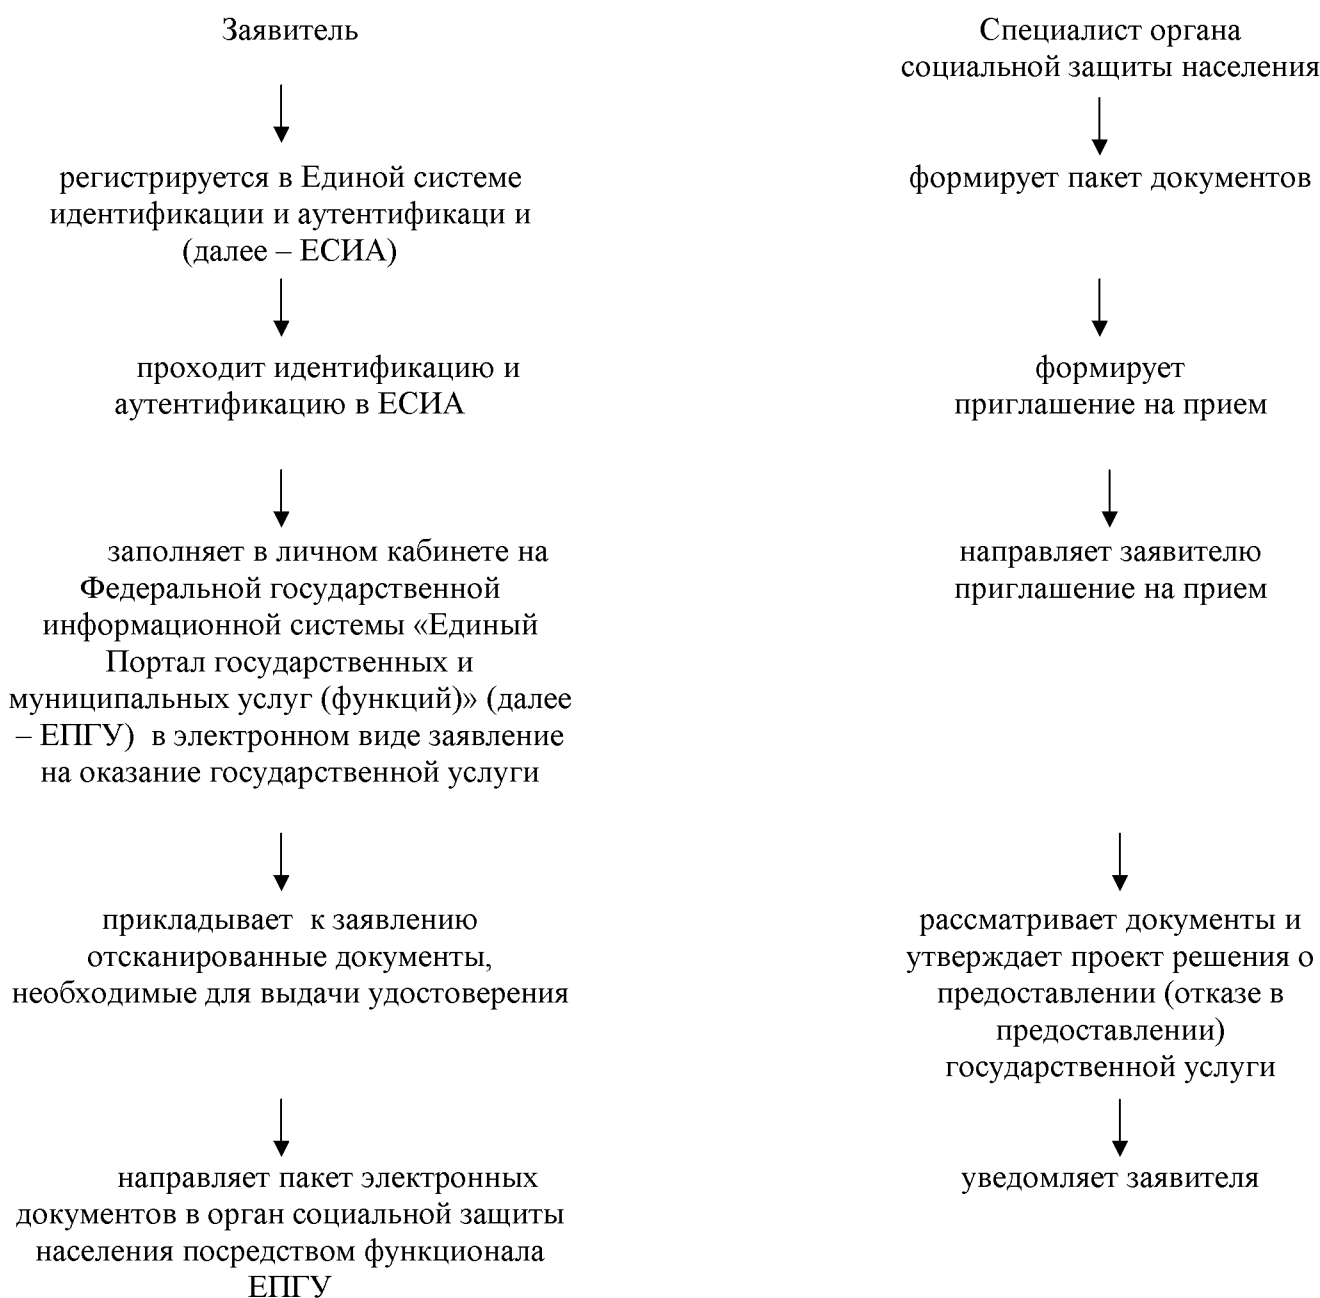 Заявитель
регистрируется в Единой системе
идентификации и аутентификаци и
(далее – ЕСИА)
проходит идентификацию и
аутентификацию в ЕСИА
заполняет в личном кабинете на
Федеральной государственной
информационной системы «Единый
Портал государственных и
муниципальных услуг (функций)» (далее
– ЕПГУ)  в электронном виде заявление
на оказание государственной услуги
прикладывает  к заявлению
отсканированные документы,
необходимые для выдачи удостоверения
направляет пакет электронных
документов в орган социальной защиты
населения посредством функционала
ЕПГУ
Специалист органа
социальной защиты населения
формирует пакет документов
формирует
приглашение на прием
направляет заявителю
приглашение на прием
рассматривает документы и
утверждает проект решения о
предоставлении (отказе в
предоставлении)
государственной услуги
уведомляет заявителя